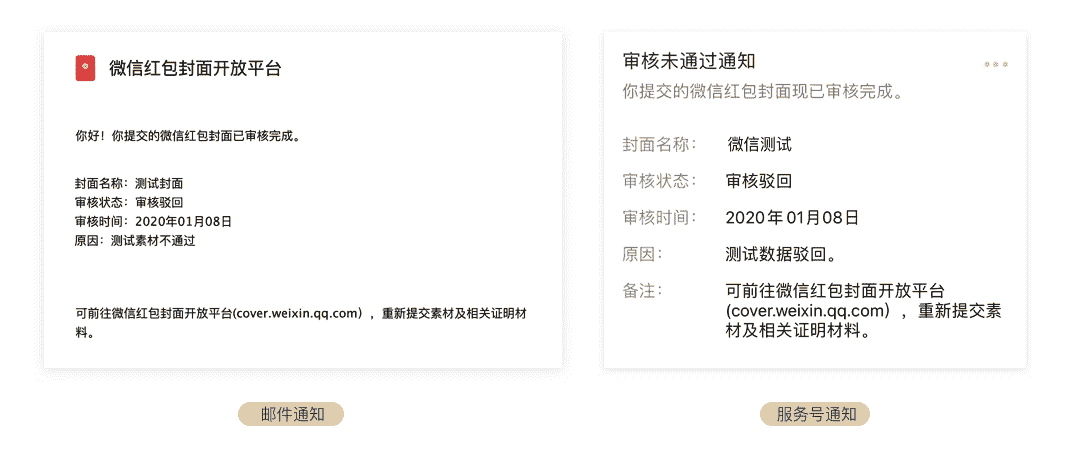 微信红包封面开放平台
你好！你提交的微信红包封面已审核完成。
封面名称：测试封面
审核状态：审核驳回
审核时间：2020年01月08日
原因：测试素材不通过
可前往微信红包封面开放平台(cover.weixin.qq.com），重新提交素材及相关证明材
料。
邮件通知
审核未通过通知
你提交的微信红包封面现已审核完成。
封面名称： 微信测试
审核状态： 审核驳回
审核时间： 2020年01月08日
原因： 测试数据驳回。
备注： 可前往微信红包封面开放平台
(cover.weixin.qq.com），重新提交素
材及相关证明材料。
服务号通知